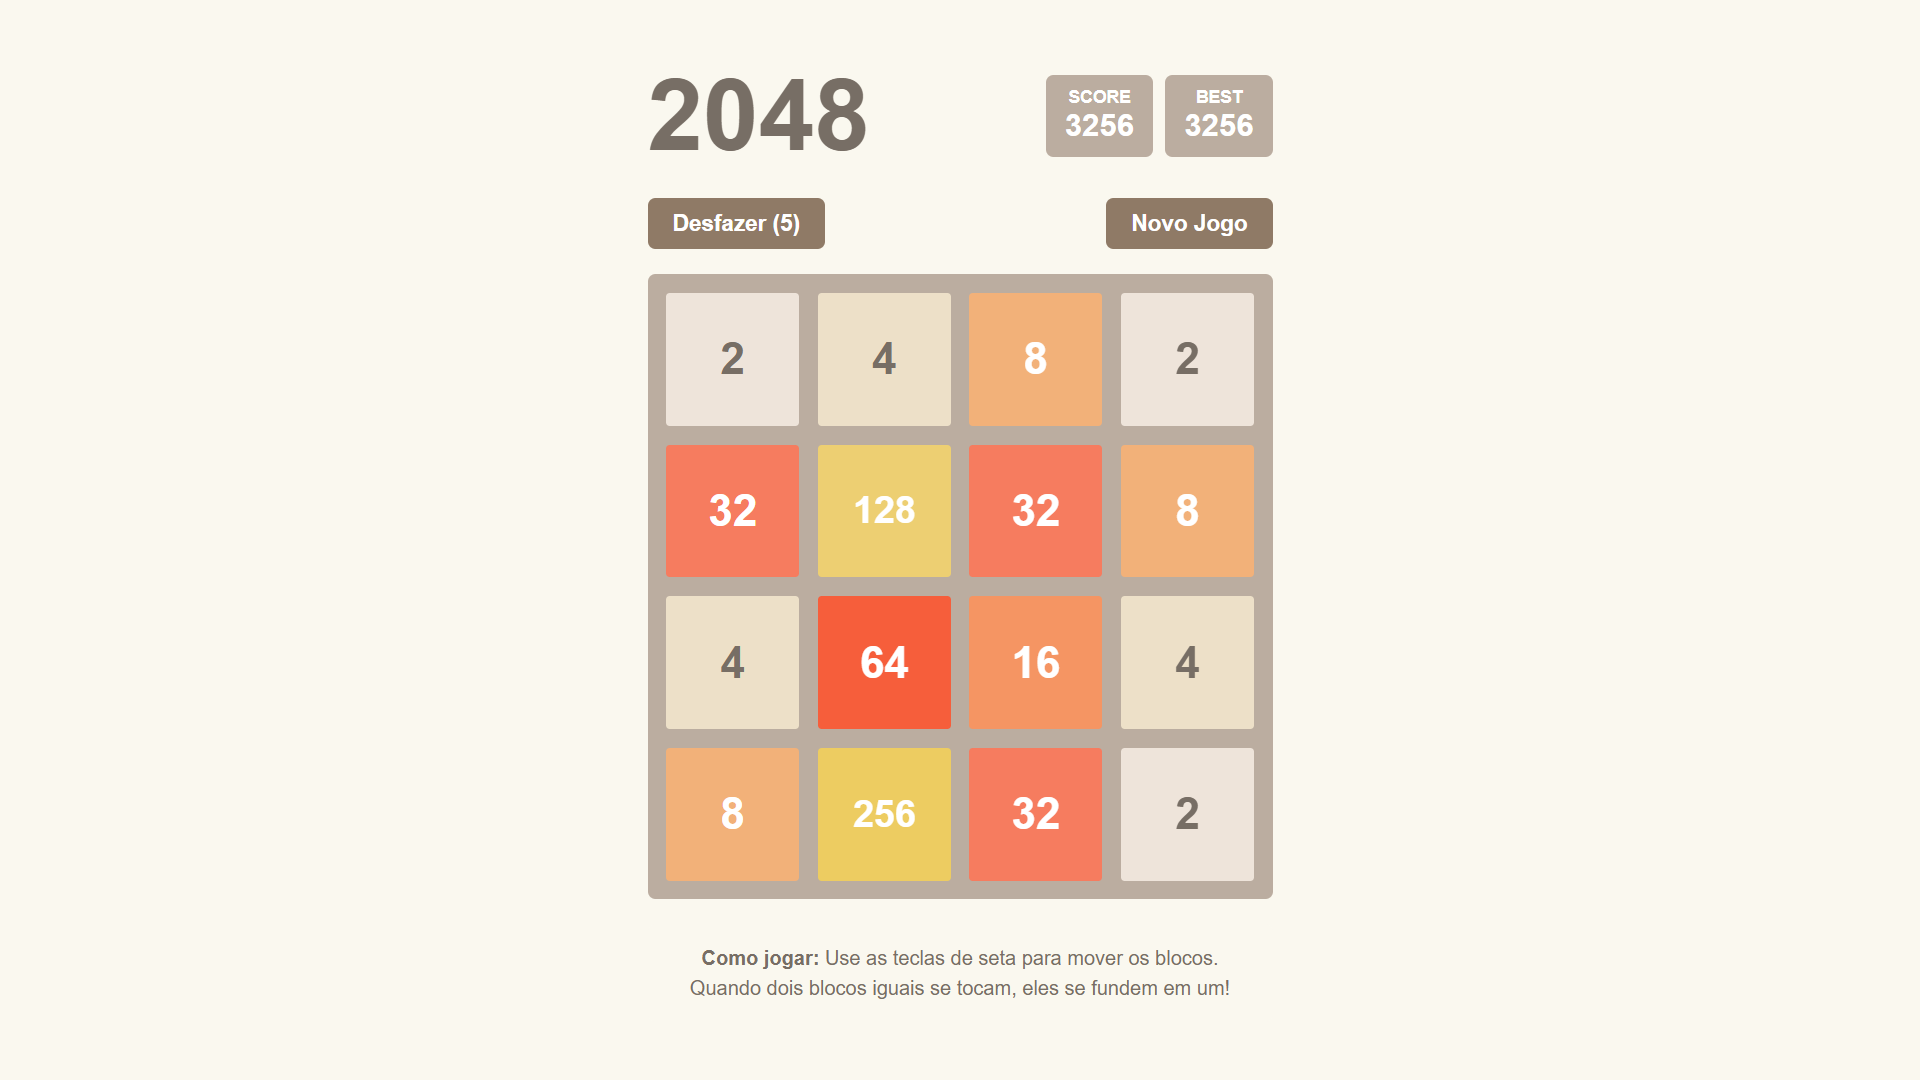 2048
SCORE
3256
BEST
3256
Desfazer (5)
Novo Jogo
2 4 8 2
32 128 32 8
4 64 16 4
8 256 32 2
Como jogar: Use as teclas de seta para mover os blocos.
Quando dois blocos iguais se tocam, eles se fundem em um!